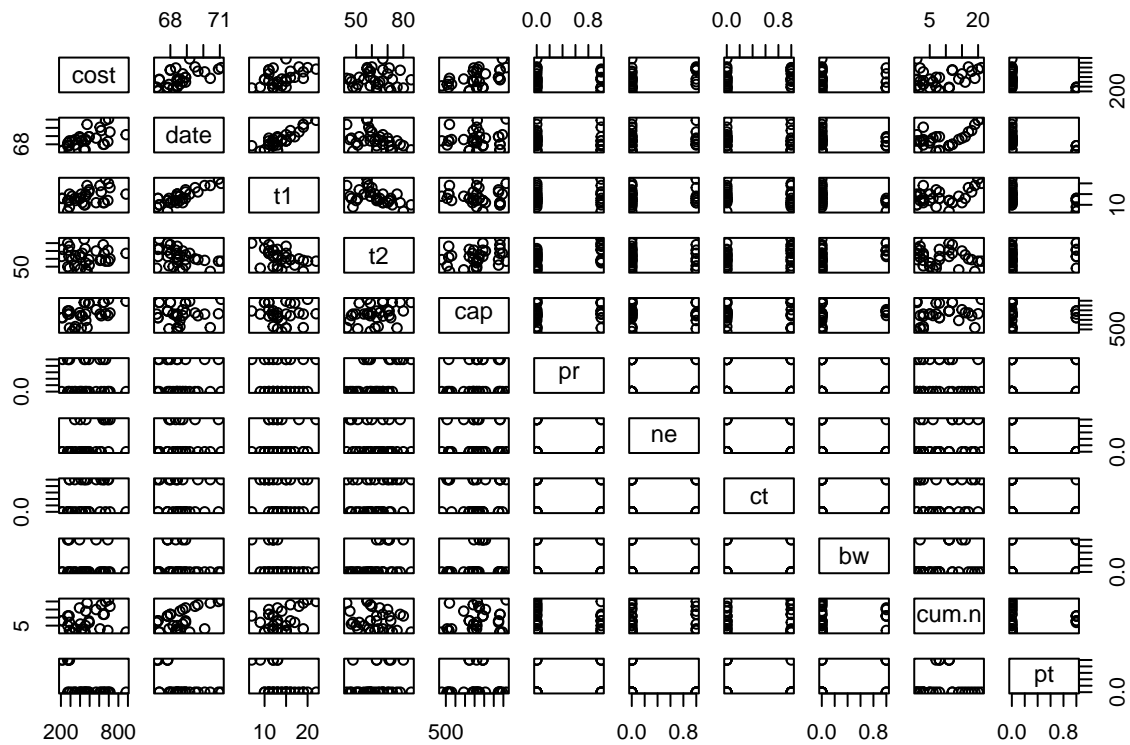 68 71 50 80 0.0 0.8 0.0 0.8 5 20
cost 200
68 date
t1 10
50 t2
cap 500
0.0 pr
ne 0.0
0.0 ct
bw 0.0
5 cum.n
pt 0.0
200 800 10 20 500 0.0 0.8 0.0 0.8 0.0 0.8